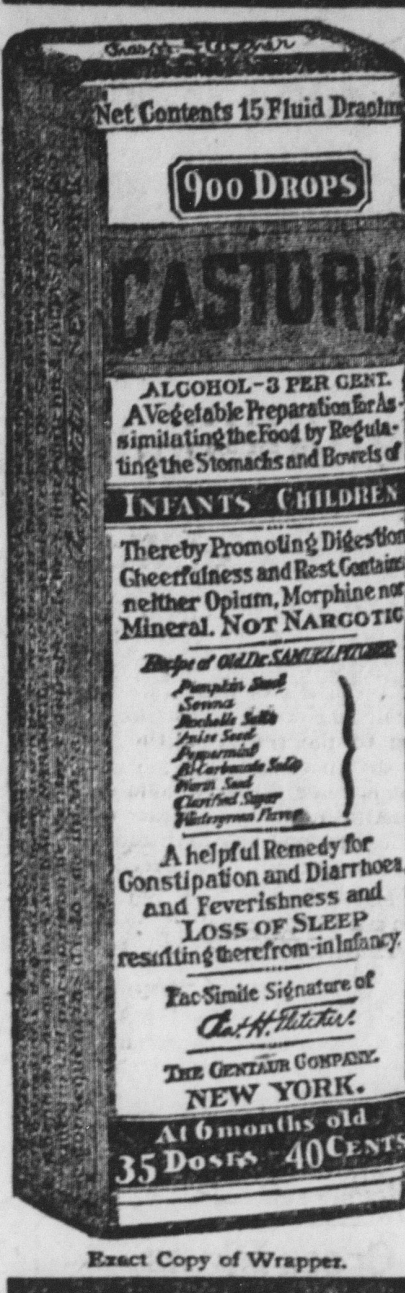 Net Contents 15 Fluid Drachms
900 DROPS
CASTORIA
ALCOHOL-3 PER CENT.
A Vegetable Preparation for As-
similating the Food by Regula-
ting the Stomachs and Bowels of
INFANTS CHILDREN
Thereby Promoting Digestion
Cheerfulness and Rest. Contains
neither Opium, Morphine nor
Mineral. NOT NARCOTIC
Recipe of Old Dr. SAMUEL PITCHER
Pumpkin Seed
Senna
Rochelle Salts
Anise Seed
Peppermint
Bi Carbonate Soda
Worm Seed
Clarified Sugar
Wintergreen Flavor
A helpful Remedy for
Constipation and Diarrhoea,
and Feverishness and
LOSS OF SLEEP
resulting therefrom-in Infancy.
Fac-Simile Signature of
Chas. H. Fletcher.
THE CENTAUR COMPANY.
NEW YORK.
At 6 months old
35 DOSES - 40 CENTS
Exact Copy of Wrapper.